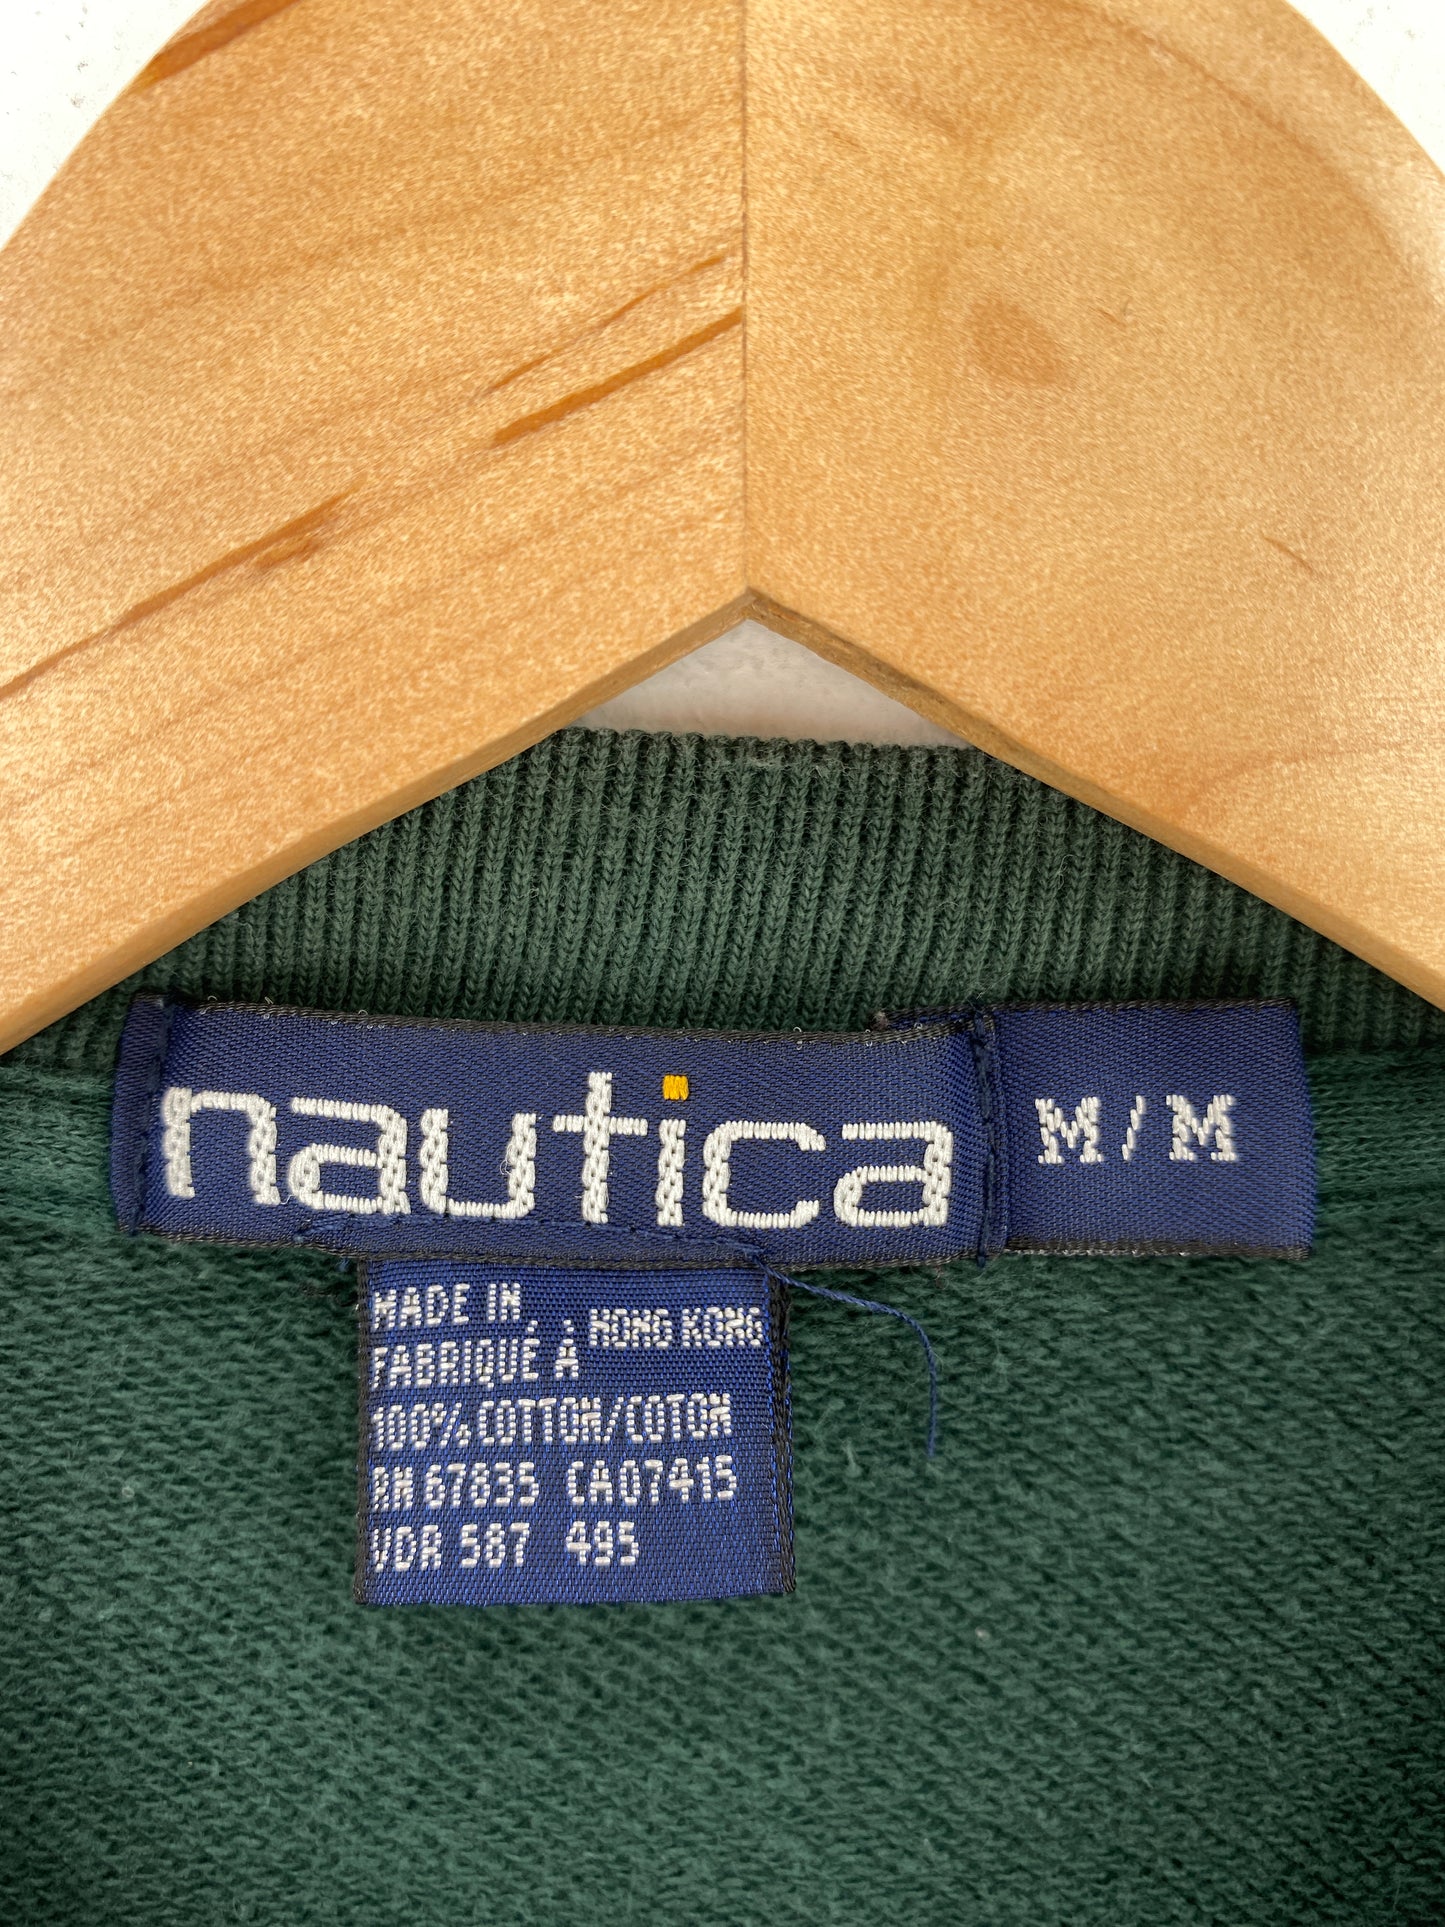 nautica
M/M
MADE IN
HONG KONG
FABRIQUÉ À
100% COTTON/COTON
RN 67835 CA07415
VDR 587 495